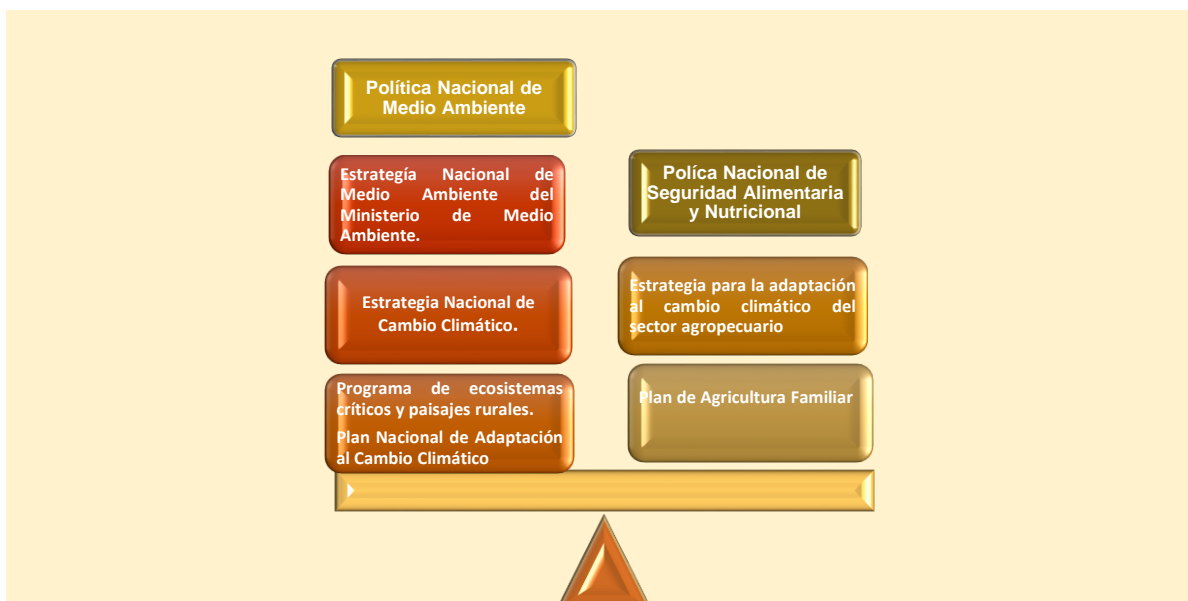 Política Nacional de
Medio Ambiente
Estrategía Nacional de
Medio Ambiente del
Ministerio de Medio
Ambiente.
Estrategia Nacional de
Cambio Climático.
Programa de ecosistemas
críticos y paisajes rurales.
Plan Nacional de Adaptación
al Cambio Climático
Políca Nacional de
Seguridad Alimentaria
y Nutricional
Estrategia para la adaptación
al cambio climático del
sector agropecuario
Plan de Agricultura Familiar